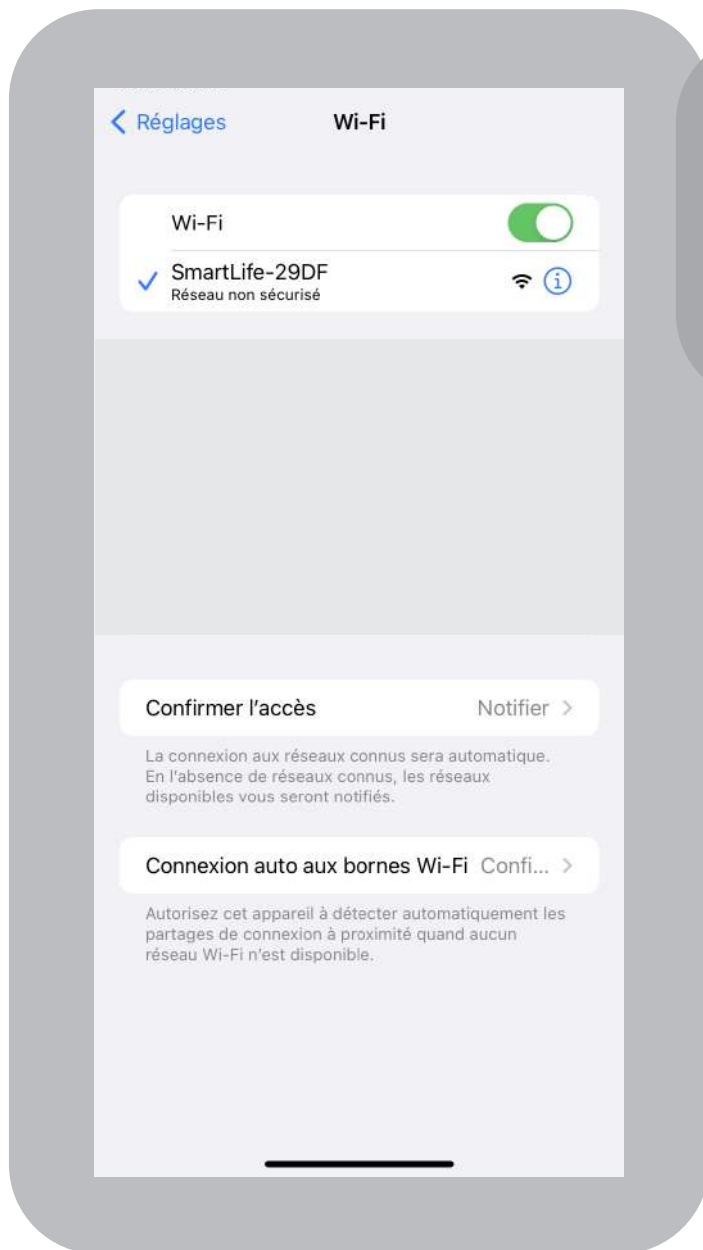 Réglages
Wi-Fi
Wi-Fi
SmartLife-29DF
Réseau non sécurisé
Confirmer l'accès Notifier
La connexion aux réseaux connus sera automatique.
En l'absence de réseaux connus, les réseaux
disponibles vous seront notifiés.
Connexion auto aux bornes Wi-Fi Confi...
Autorisez cet appareil à détecter automatiquement les
partages de connexion à proximité quand aucun
réseau Wi-Fi n'est disponible.